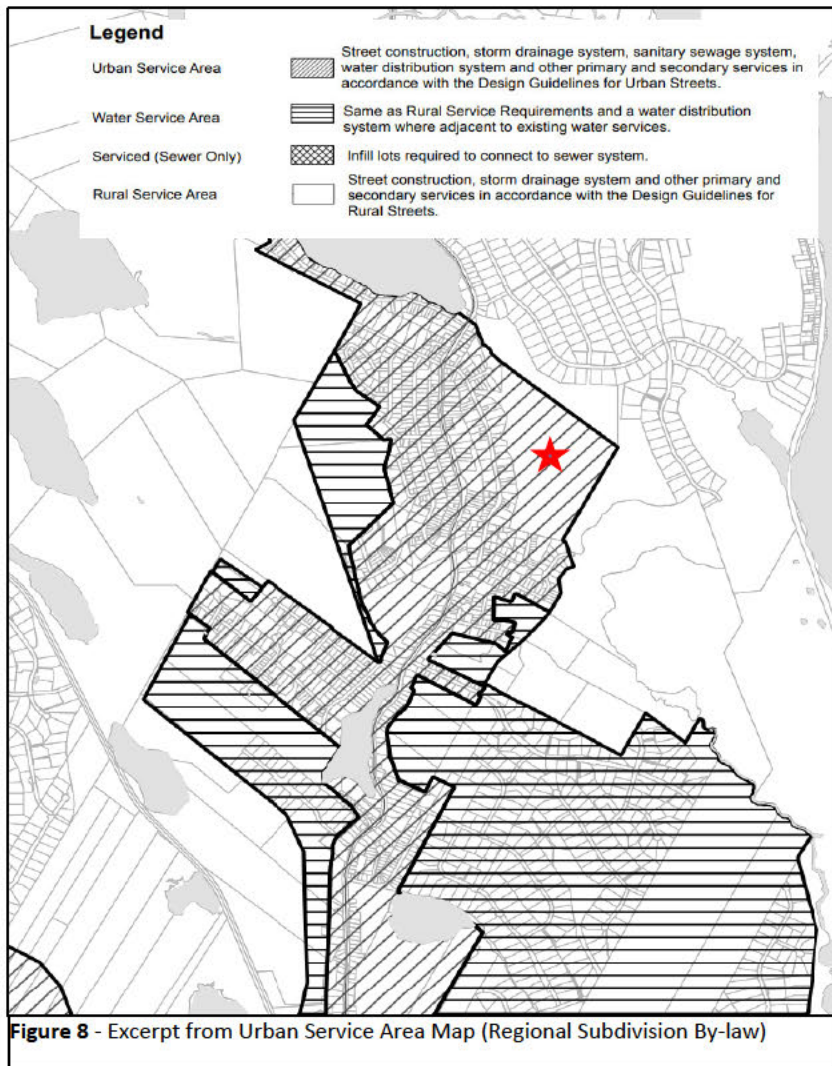 Legend
Urban Service Area
Street construction, storm drainage system, sanitary sewage system,
water distribution system and other primary and secondary services in
accordance with the Design Guidelines for Urban Streets.
Water Service Area
Same as Rural Service Requirements and a water distribution
system where adjacent to existing water services.
Serviced (Sewer Only)
Infill lots required to connect to sewer system.
Rural Service Area
Street construction, storm drainage system and other primary and
secondary services in accordance with the Design Guidelines for
Rural Streets.
Figure 8 - Excerpt from Urban Service Area Map (Regional Subdivision By-law)